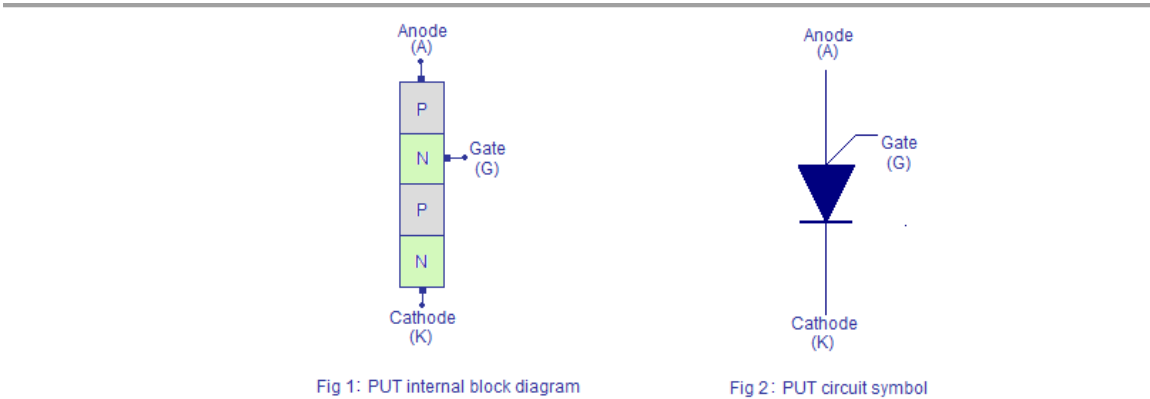 Anode
(A)
P
N
Gate
(G)
P
N
Cathode
(K)
Fig 1: PUT internal block diagram
Anode
(A)
Gate
(G)
Cathode
(K)
Fig 2: PUT circuit symbol